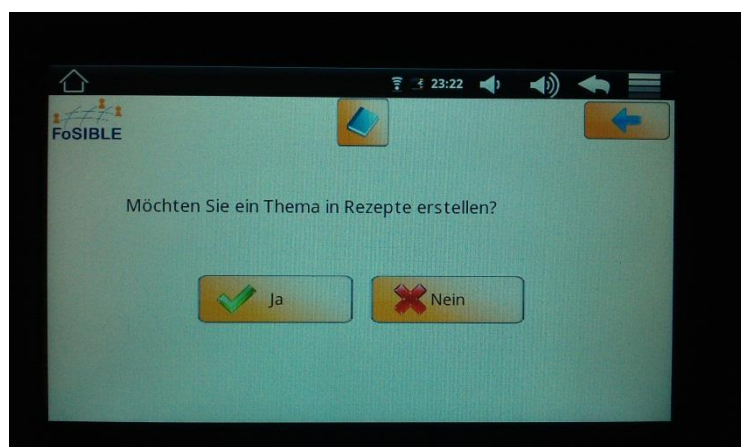 23:22
FoSIBLE
Möchten Sie ein Thema in Rezepte erstellen?
Ja
Nein